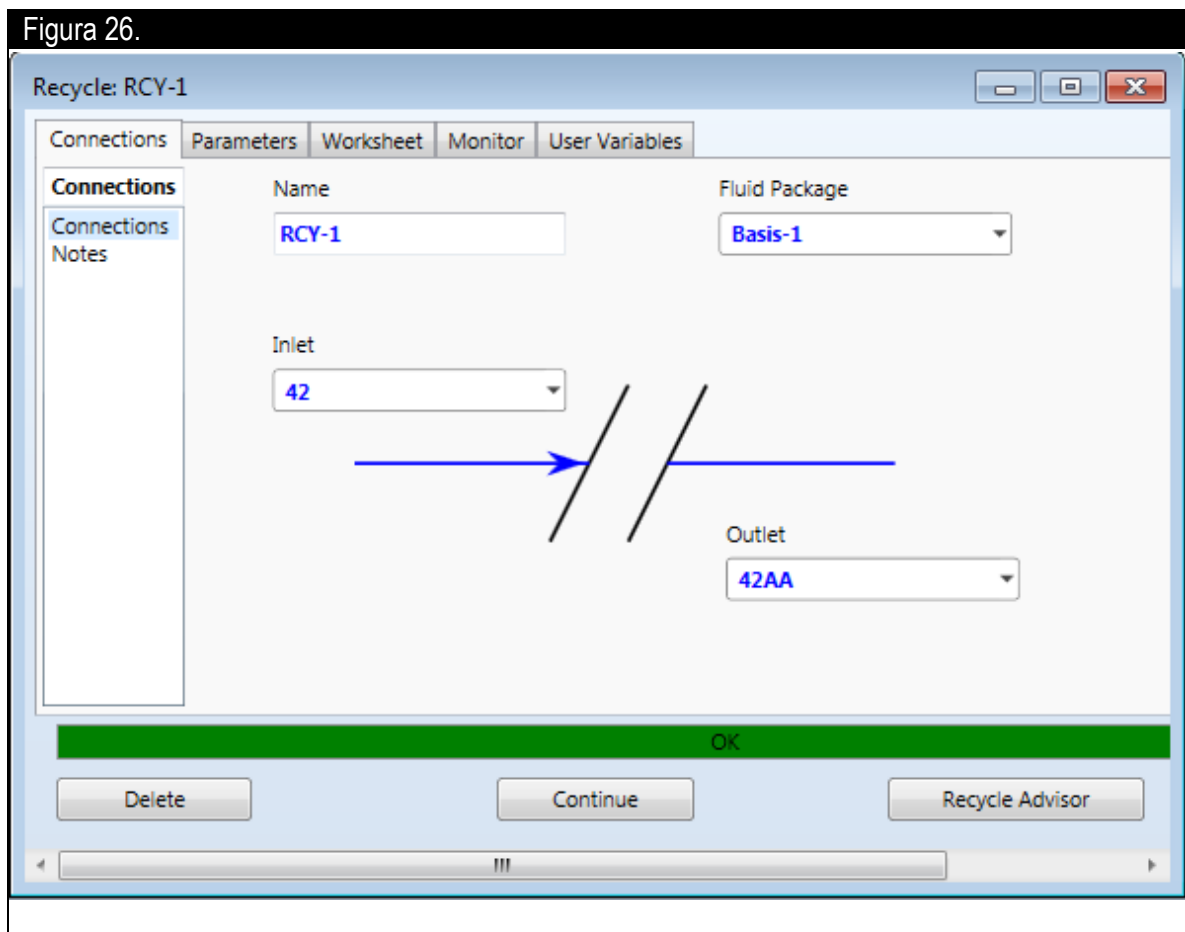 Figura 26.
Recycle: RCY-1
Connections Parameters Worksheet Monitor User Variables
Connections
Connections
Notes
Name
Fluid Package
RCY-1
Basis-1
Inlet
42
Outlet
42AA
OK
Delete
Continue
Recycle Advisor